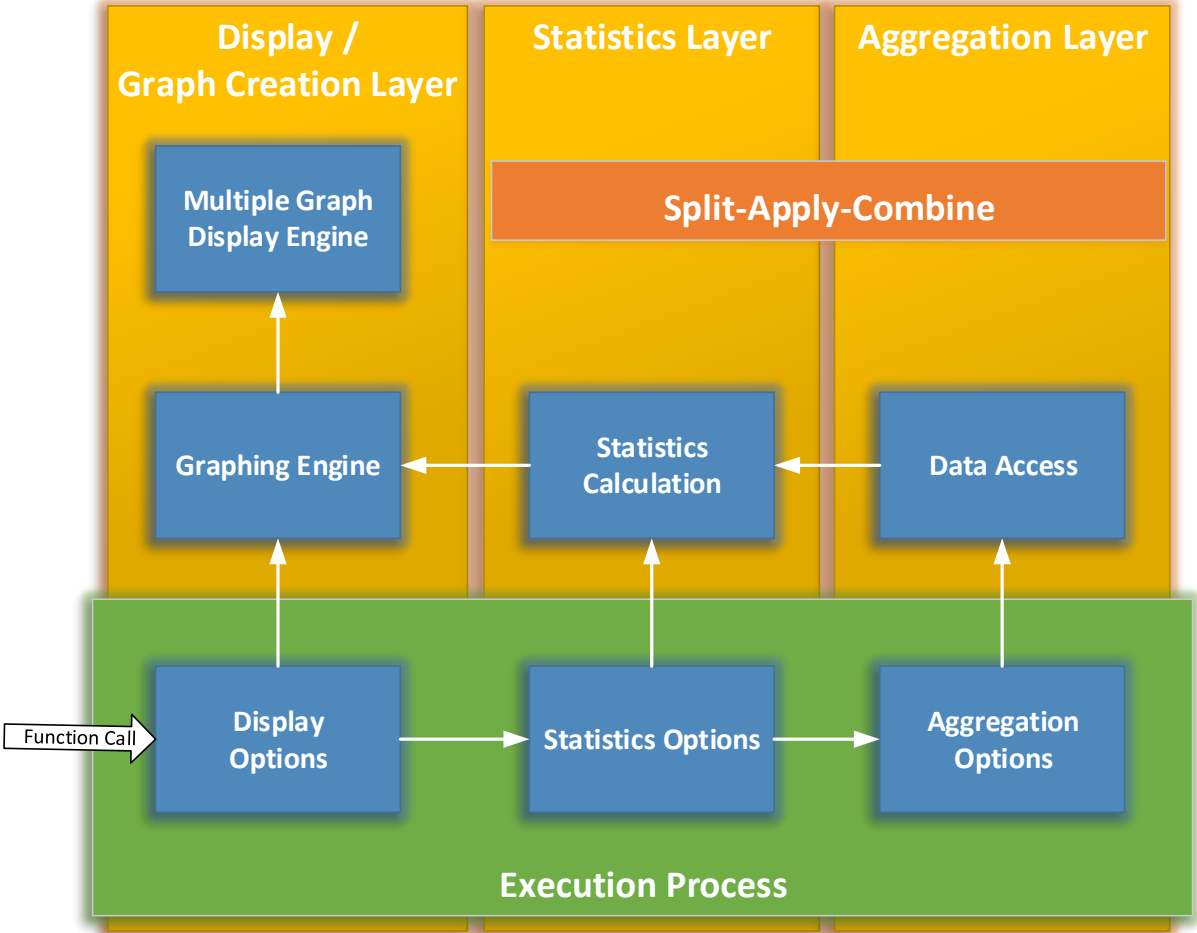 Display /
Graph Creation Layer
Statistics Layer
Aggregation Layer
Multiple Graph
Display Engine
Split-Apply-Combine
Graphing Engine
Statistics
Calculation
Data Access
Function Call
Display
Options
Statistics Options
Aggregation
Options
Execution Process